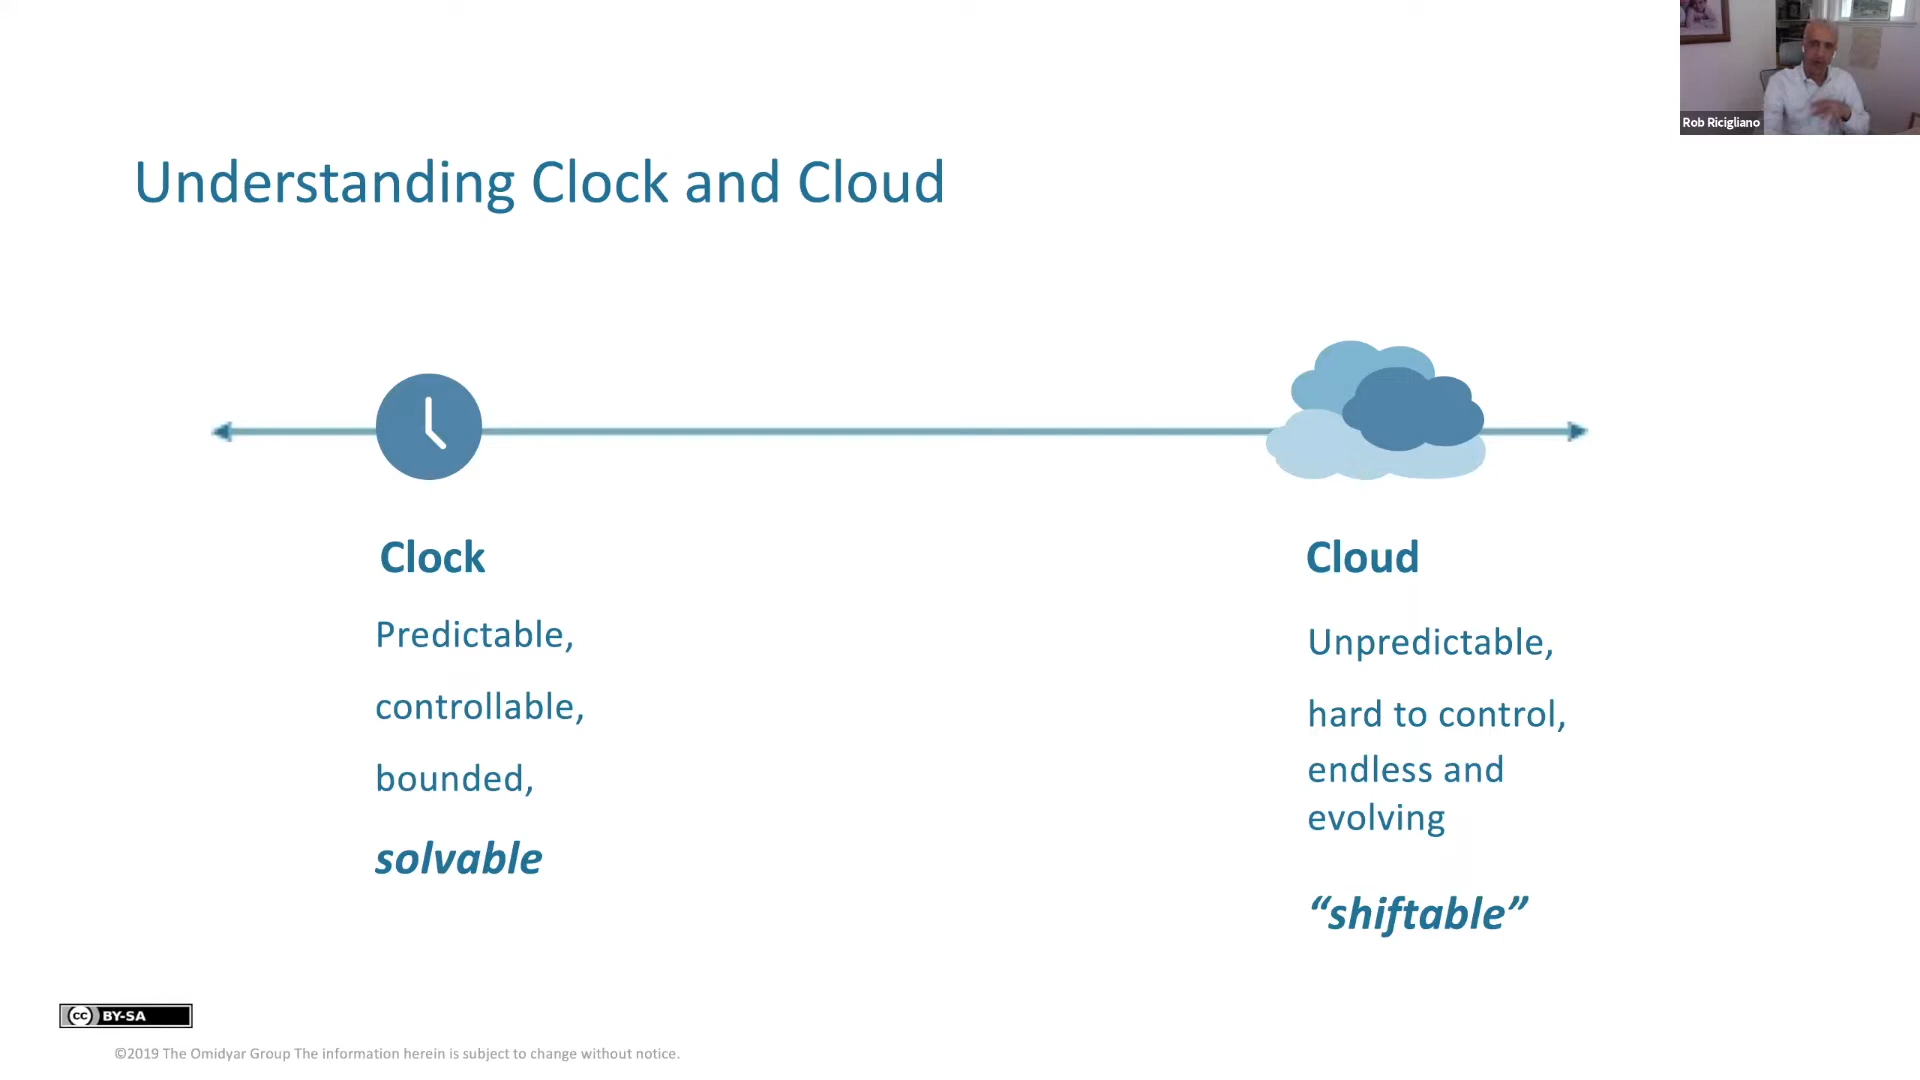 Rob Ricigliano
Understanding Clock and Cloud
Clock
Predictable,
controllable,
bounded,
solvable
Cloud
Unpredictable,
hard to control,
endless and
evolving
“shiftable”
cc BY-SA
©2019 The Omidyar Group The information herein is subject to change without notice.